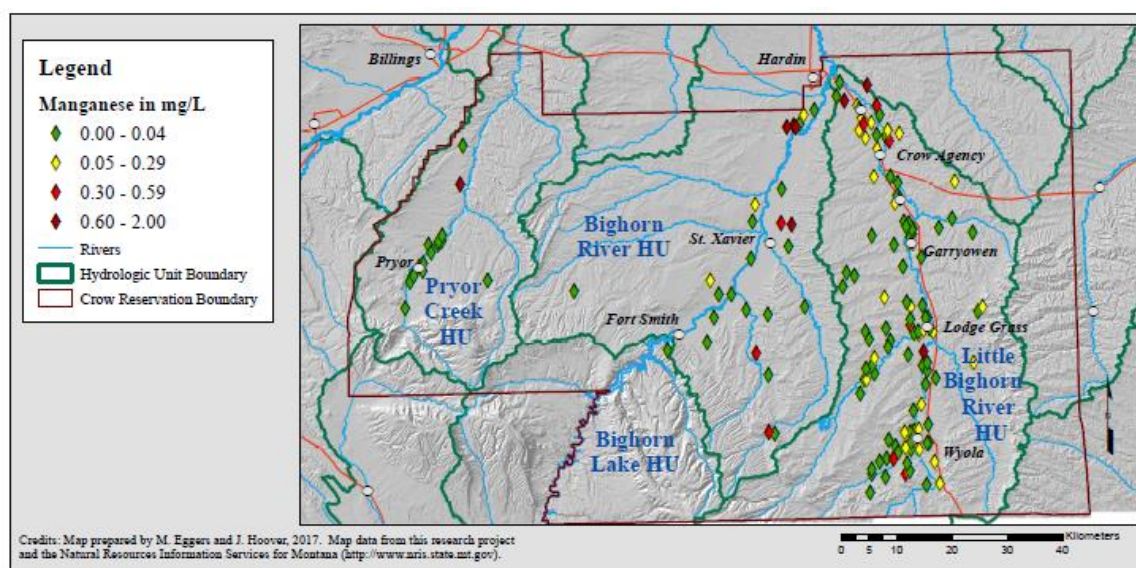 Legend
Manganese in mg/L
0.00 - 0.04
0.05 - 0.29
0.30 - 0.59
0.60 - 2.00
Rivers
Hydrologic Unit Boundary
Crow Reservation Boundary
Billings
Hardin
Crow Agency
Bighorn
River HU
St. Xavier
Garryowen
Pryor
Pryor
Creek
HU
Fort Smith
Lodge Grass
Little
Bighorn
River
HU
Bighorn
Lake HU
Wyola
Credits: Map prepared by M. Eggers and J. Hoover, 2017. Map data from this research project
and the Natural Resources Information Services for Montana (http://www.nris.state.mt.gov).
Kilometers
0 5 10 20 30 40